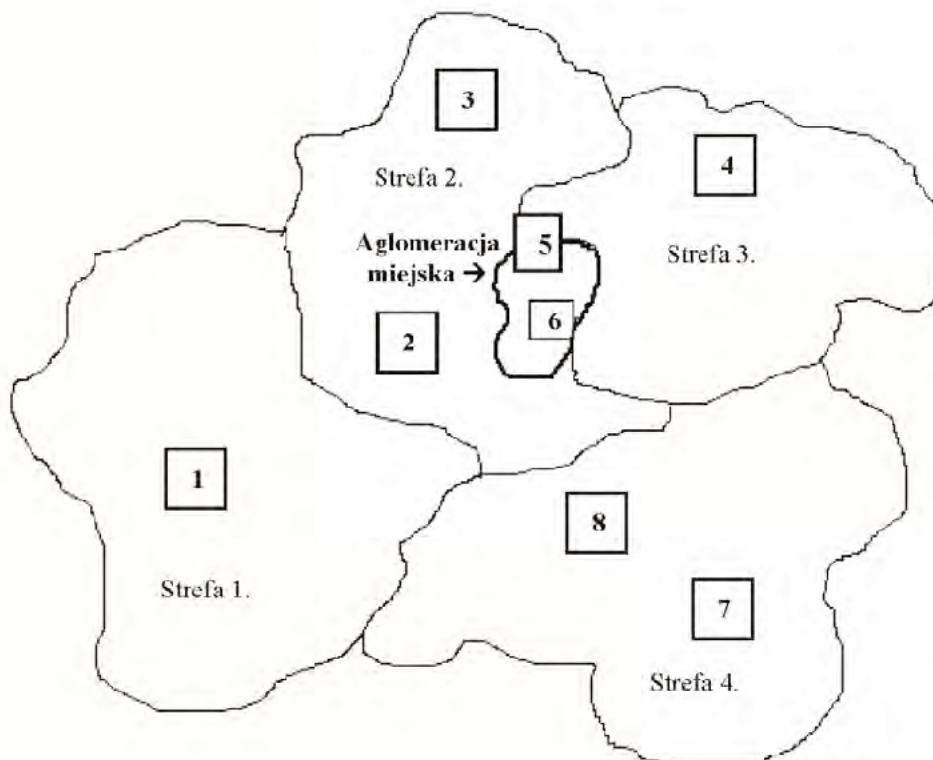 3
4
Strefa 2.
5
Aglomeracja
miejska →
Strefa 3.
6
2
1
8
Strefa 1.
7
Strefa 4.